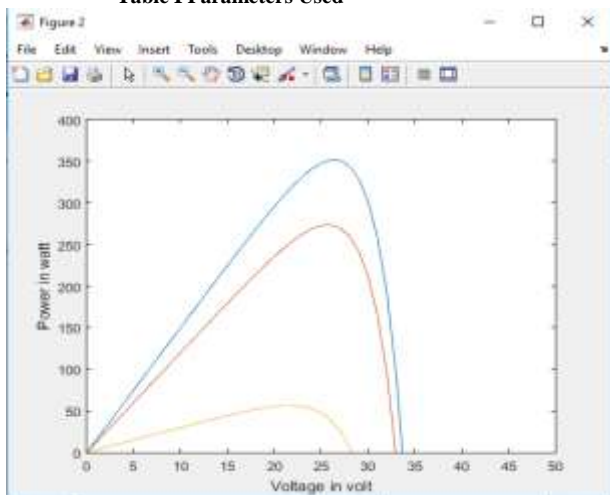 Table I Parameters Used
Figure 2
File Edit View Insert Tools Desktop Window Help
400
350
300
250
200
150
100
50
0
Power in watt
0 5 10 15 20 25 30 35 40 45 50
Voltage in volt